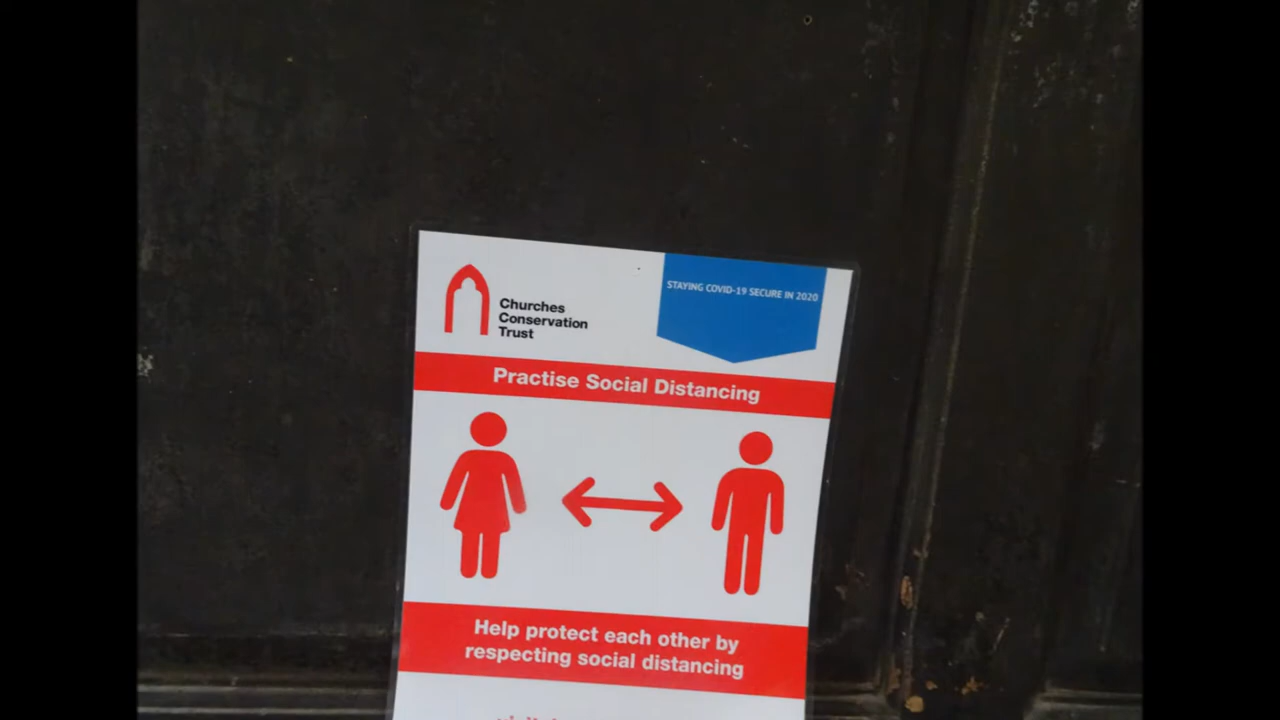 Churches
Conservation
Trust
STAYING COVID-19 SECURE IN 2020
Practise Social Distancing
Help protect each other by
respecting social distancing